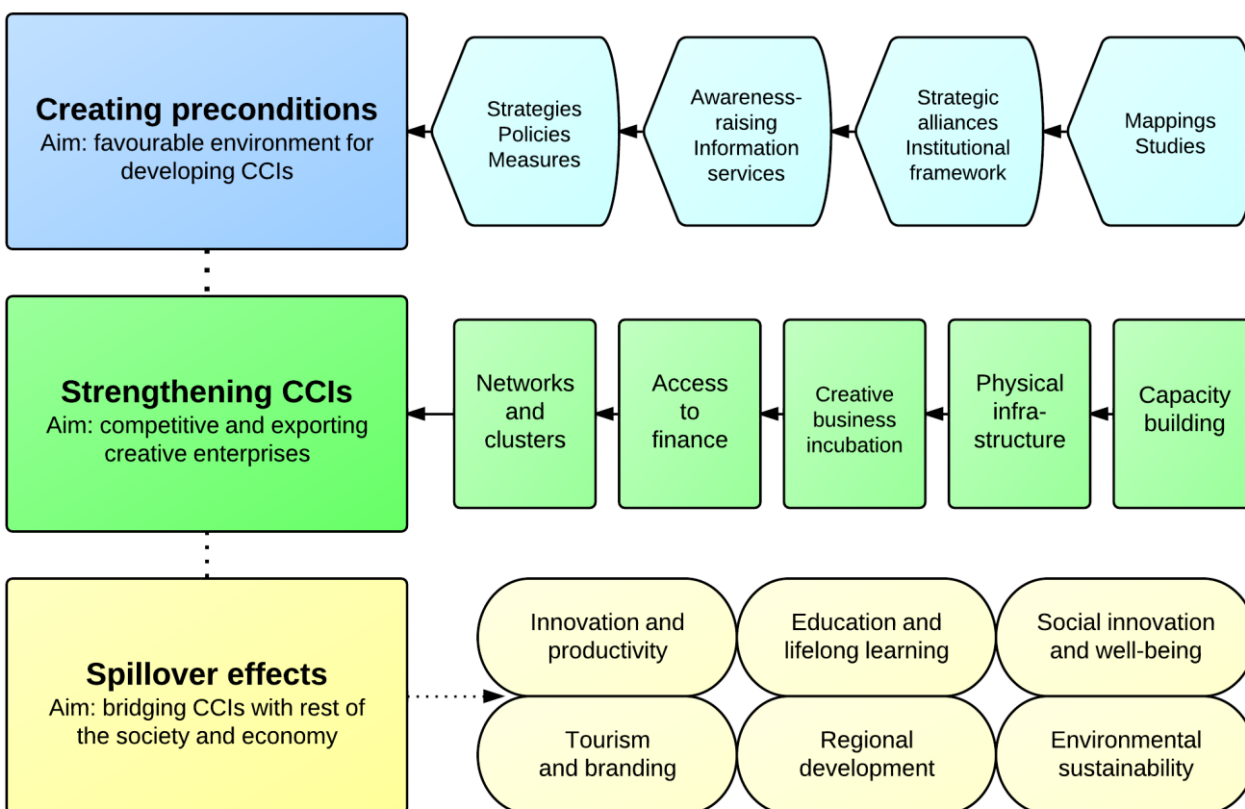 Creating preconditions
Aim: favourable environment for
developing CCIs
Strategies
Policies
Measures
Awareness-
raising
Information
services
Strategic
alliances
Institutional
framework
Mappings
Studies
Strengthening CCIs
Aim: competitive and exporting
creative enterprises
Networks
and
clusters
Access
to
finance
Creative
business
incubation
Physical
infra-
structure
Capacity
building
Spillover effects
Aim: bridging CCIs with rest of
the society and economy
Innovation and
productivity
Education and
lifelong learning
Social innovation
and well-being
Tourism
and branding
Regional
development
Environmental
sustainability